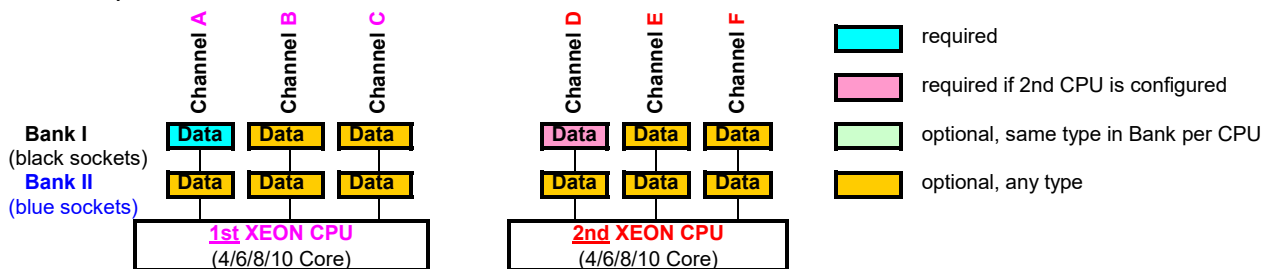 Channel A
Channel B
Channel C
Channel D
Channel E
Channel F
required
required if 2nd CPU is configured
optional, same type in Bank per CPU
optional, any type
Bank I
(black sockets)
Data Data Data Data Data Data
Bank II
(blue sockets)
Data Data Data Data Data Data
1st XEON CPU
(4/6/8/10 Core)
2nd XEON CPU
(4/6/8/10 Core)